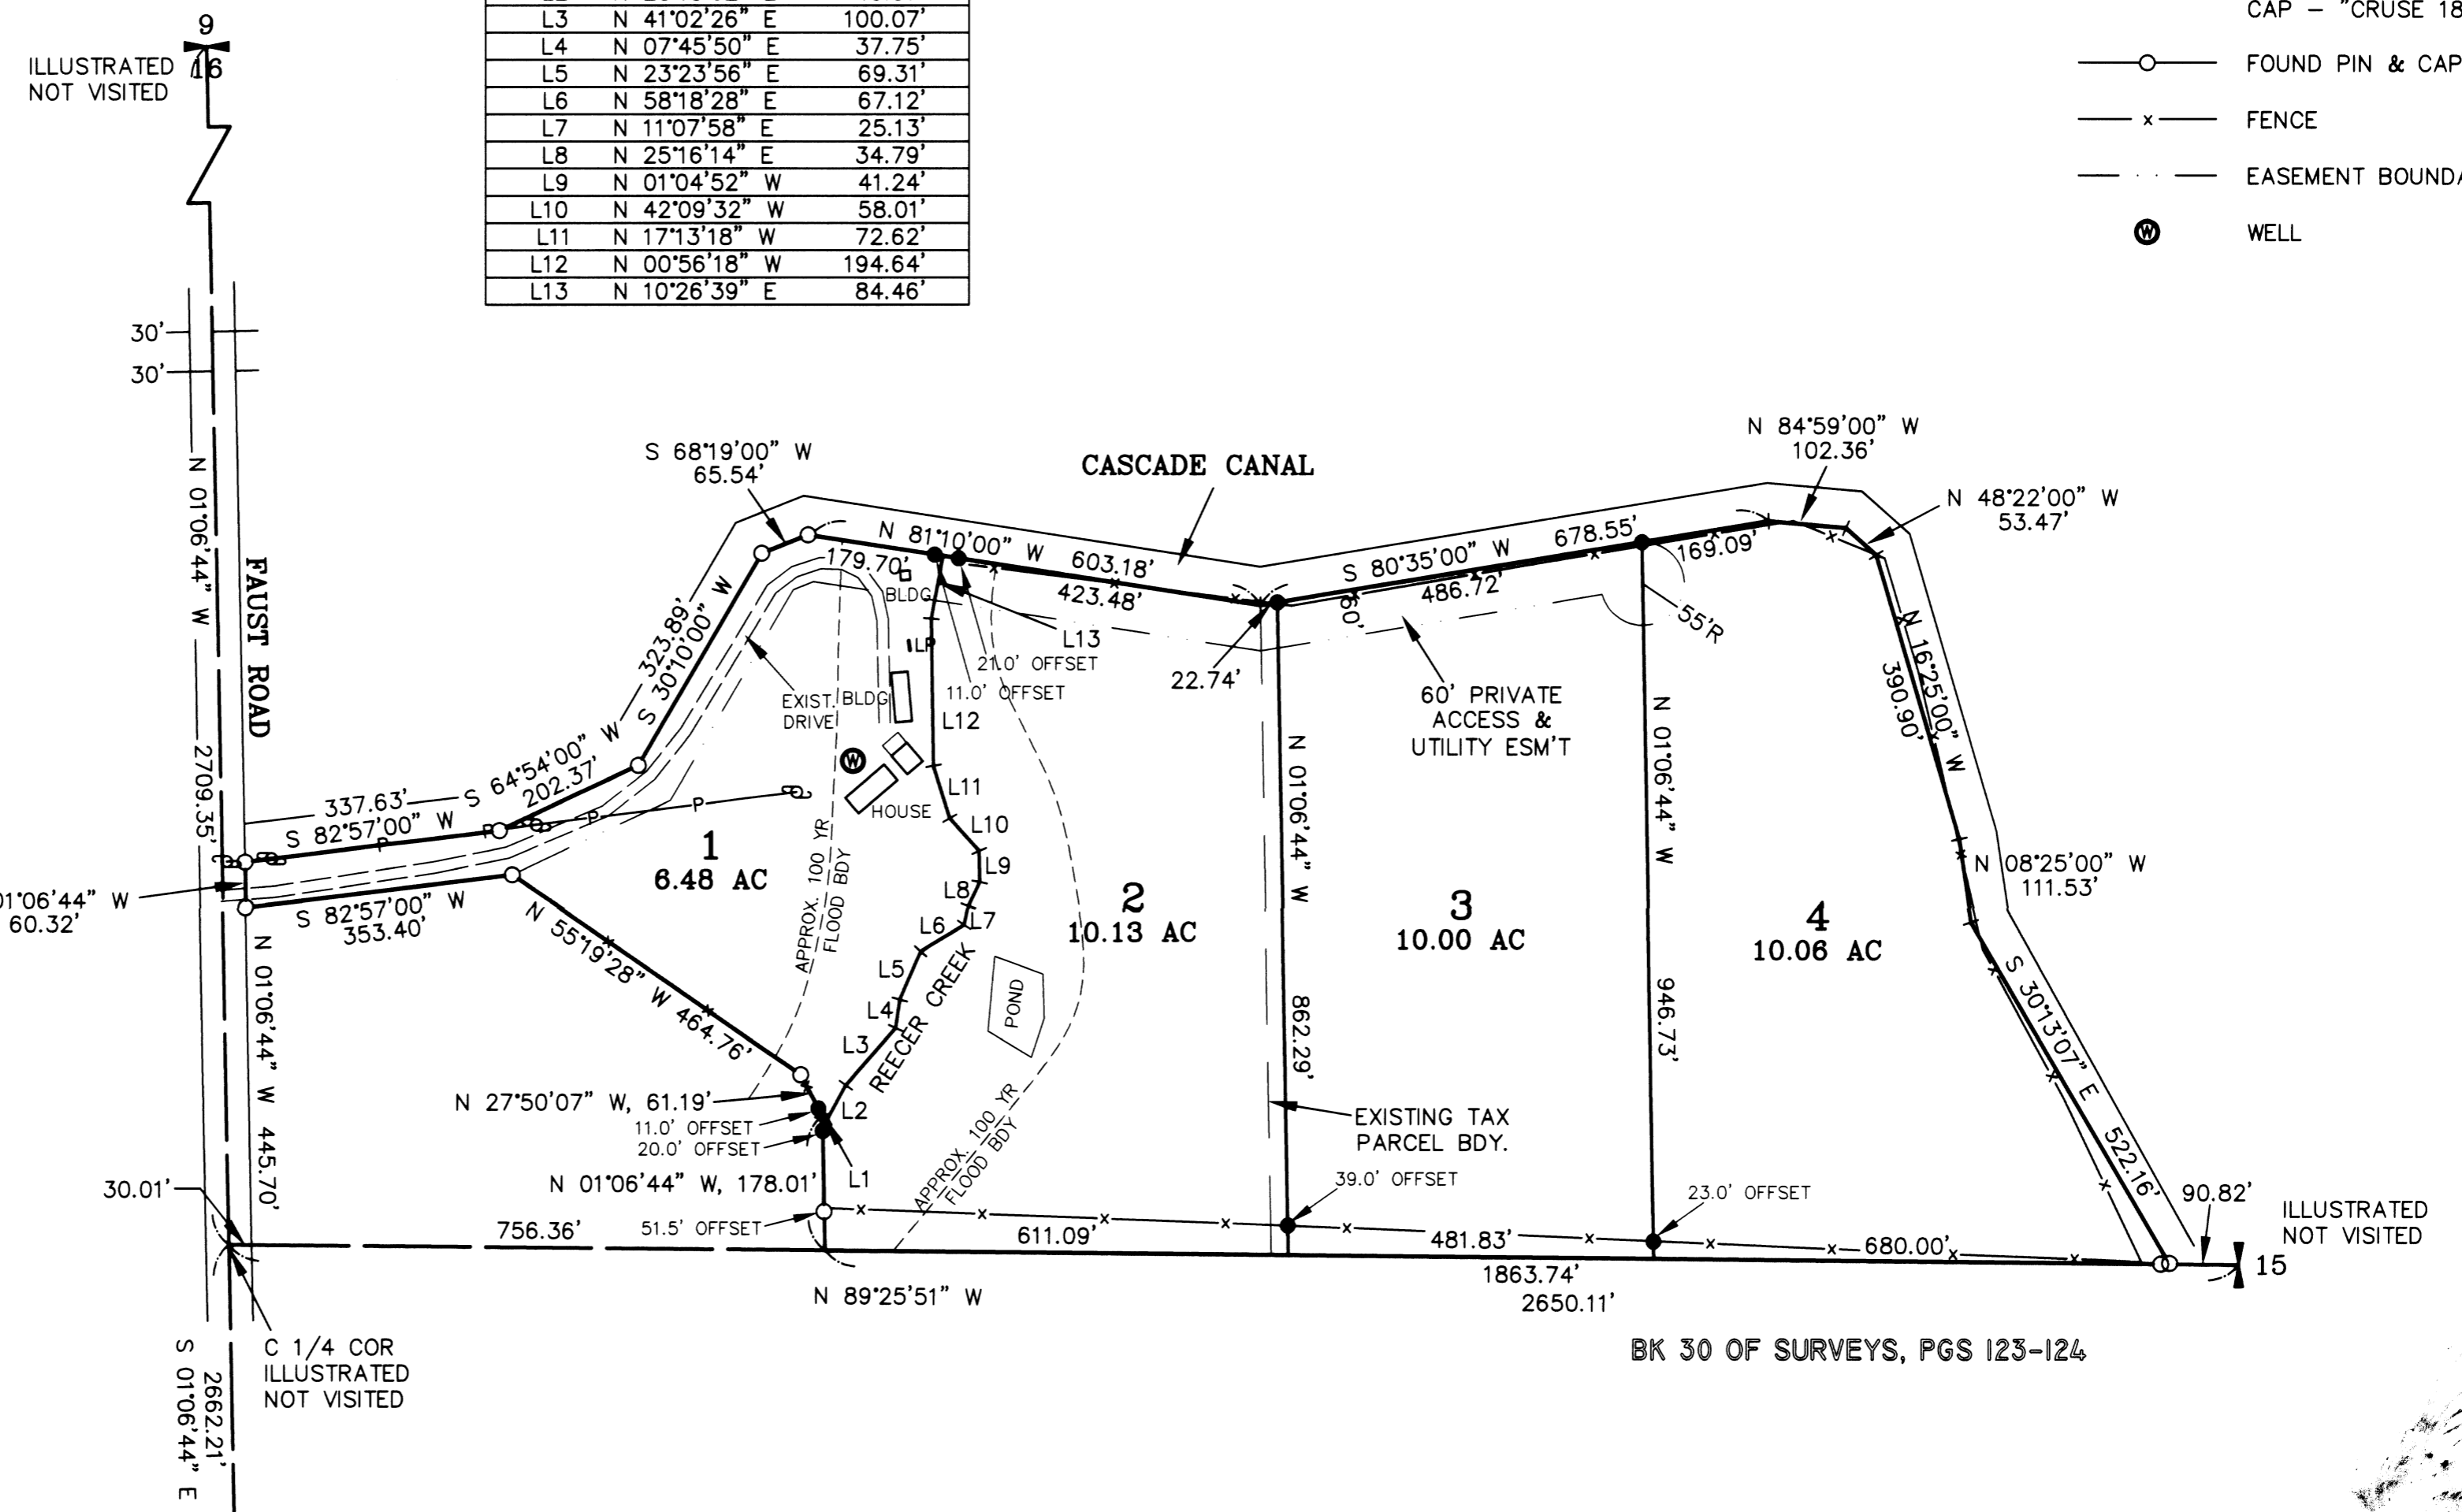 9
16
ILLUSTRATED
NOT VISITED
L3 N 41°02'26" E 100.07'
L4 N 07°45'50" E 37.75'
L5 N 23°23'56" E 69.31'
L6 N 58°18'28" E 67.12'
L7 N 11°07'58" E 25.13'
L8 N 25°16'14" E 34.79'
L9 N 01°04'52" W 41.24'
L10 N 42°09'32" W 58.01'
L11 N 17°13'18" W 72.62'
L12 N 00°56'18" W 194.64'
L13 N 10°26'39" E 84.46'
CAP – "CRUSE 18
FOUND PIN & CAP
x FENCE
EASEMENT BOUNDA
W WELL
30'
30'
N 01°06'44" W
2709.35'
FAUST ROAD
S 68°19'00" W
65.54'
CASCADE CANAL
N 84°59'00" W
102.36'
N 48°22'00" W
53.47'
N 81°10'00" W 603.18'
179.70'
423.48'
S 80°35'00" W 678.55'
486.72'
169.09'
60'
55'R
323.89'
S 30°10'00" W
BLDG
LP
L13
21.0' OFFSET
11.0' OFFSET
22.74'
60' PRIVATE
ACCESS &
UTILITY ESM'T
EXIST.
DRIVE
BLDG
L12
W
HOUSE
L11
L10
L9
L8
L7
L6
L5
L4
L3
L2
L1
N 16°25'00" W
390.90'
N 08°25'00" W
111.53'
337.63'
S 82°57'00" W
S 64°54'00" W
202.37'
P
P
P
P
01°06'44" W
60.32'
S 82°57'00" W
353.40'
1
6.48 AC
2
10.13 AC
3
10.00 AC
4
10.06 AC
APPROX. 100 YR
FLOOD BDY
N 55°19'28" W 464.76'
REECER CREEK
POND
N 01°06'44" W
862.29'
N 01°06'44" W
946.73'
S 30°13'07" E
522.16'
N 01°06'44" W 445.70'
N 27°50'07" W, 61.19'
11.0' OFFSET
20.0' OFFSET
N 01°06'44" W, 178.01'
51.5' OFFSET
APPROX. 100 YR
FLOOD BDY
EXISTING TAX
PARCEL BDY.
39.0' OFFSET
23.0' OFFSET
90.82'
ILLUSTRATED
NOT VISITED
15
30.01'
756.36'
611.09'
481.83'
680.00'
1863.74'
N 89°25'51" W
2650.11'
C 1/4 COR
ILLUSTRATED
NOT VISITED
2662.21'
S 01°06'44" E
BK 30 OF SURVEYS, PGS 123-124